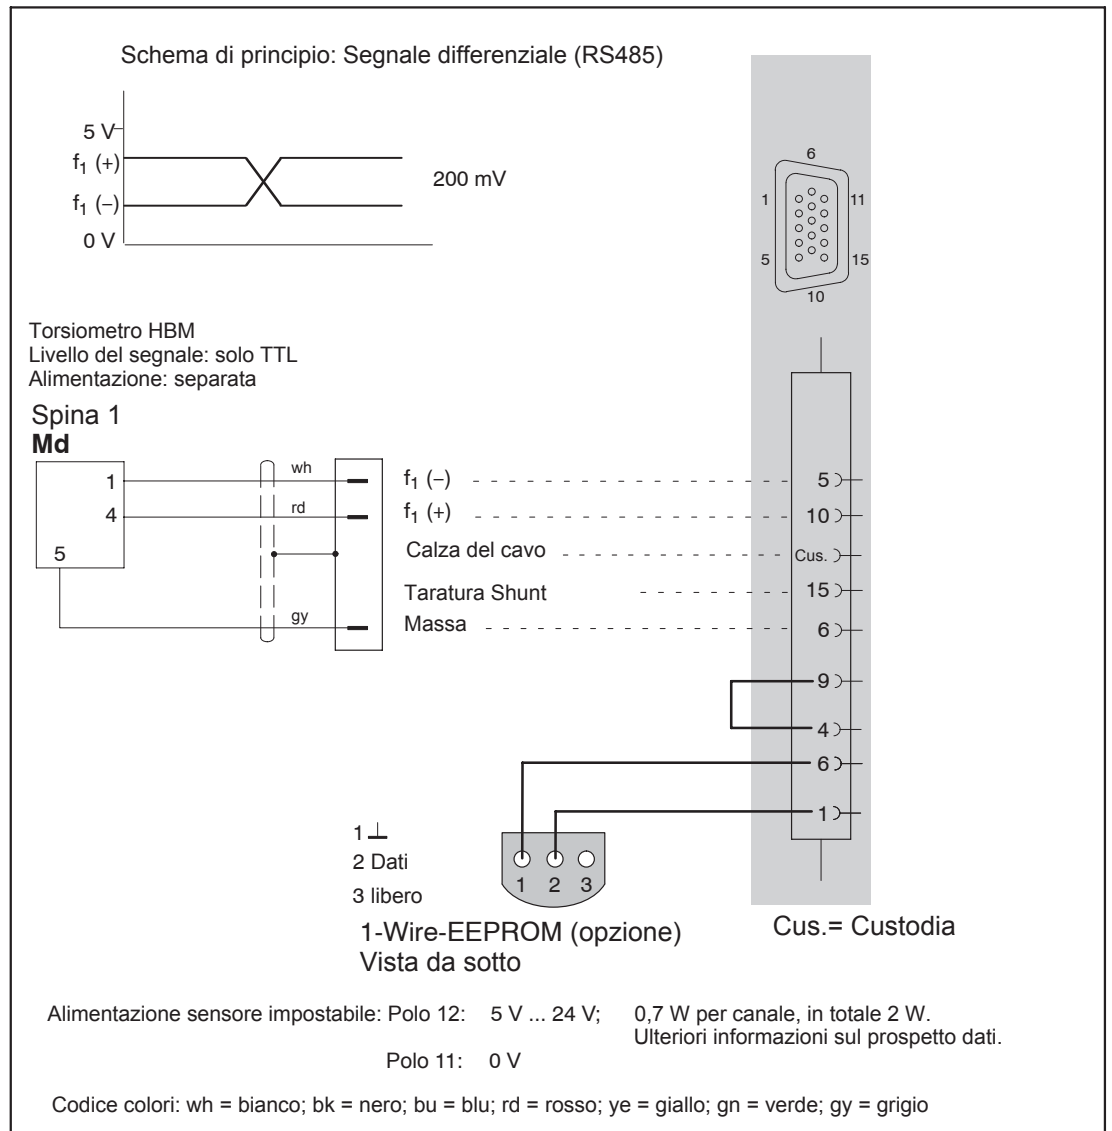 Schema di principio: Segnale differenziale (RS485)
5 V
f1 (+)
200 mV
f1 (−)
0 V
6
1
11
5
15
10
Torsiometro HBM
Livello del segnale: solo TTL
Alimentazione: separata
Spina 1
Md
1
wh
f1 (−)
5
4
rd
f1 (+)
10
5
Calza del cavo
Cus.
Taratura Shunt
15
gy
Massa
6
9
4
6
1
1
2 Dati
3 libero
1 2 3
1-Wire-EEPROM (opzione)
Vista da sotto
Cus.= Custodia
Alimentazione sensore impostabile: Polo 12: 5 V ... 24 V; 0,7 W per canale, in totale 2 W.
Ulteriori informazioni sul prospetto dati.
Polo 11: 0 V
Codice colori: wh = bianco; bk = nero; bu = blu; rd = rosso; ye = giallo; gn = verde; gy = grigio